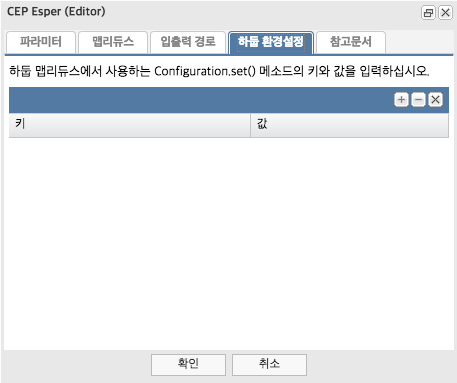 CEP Esper (Editor)
파라미터 맵리듀스 입출력 경로 하둡 환경설정 참고문서
하둡 맵리듀스에서 사용하는 Configuration.set() 메소드의 키와 값을 입력하십시오.
키 값
확인 취소